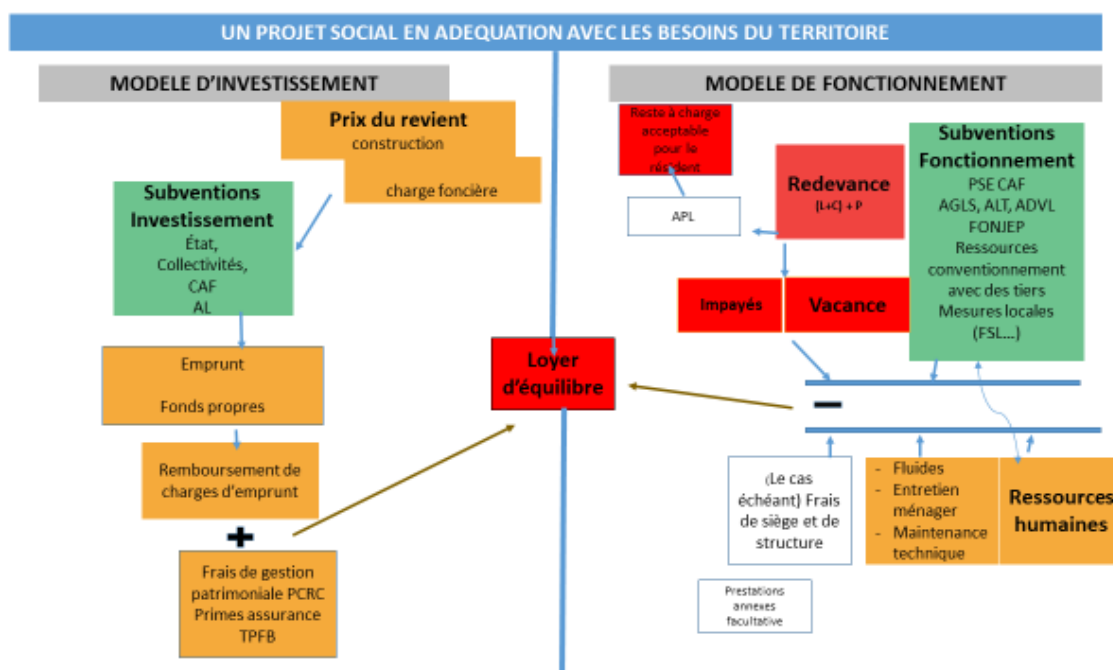 UN PROJET SOCIAL EN ADEQUATION AVEC LES BESOINS DU TERRITOIRE
MODELE D'INVESTISSEMENT
Prix du revient
construction
charge foncière
Subventions
Investissement
État,
Collectivités,
CAF
AL
Emprunt
Fonds propres
Remboursement de
charges d'emprunt
+
Frais de gestion
patrimoniale PCRC
Primes assurance
TPFB
Loyer
d'équilibre
MODELE DE FONCTIONNEMENT
Reste à charge
acceptable
pour le
résident
APL
Redevance
(L+C) + P
Impayés
Vacance
Subventions
Fonctionnement
PSE CAF
AGLS, ALT, ADVL
FONJEP
Ressources
conventionnement
avec des tiers
Mesures locales
(FSL...)
−
(Le cas
échéant) Frais
de siège et de
structure
- Fluides
- Entretien
ménager
- Maintenance
technique
Ressources
humaines
Prestations
annexes
facultative